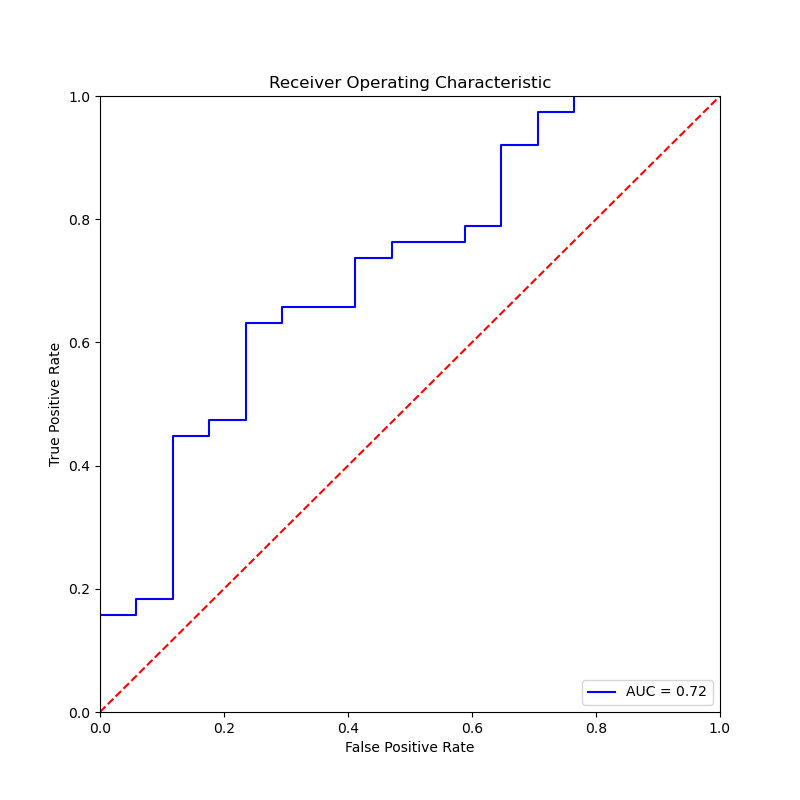 Receiver Operating Characteristic
True Positive Rate
1.0
0.8
0.6
0.4
0.2
0.0
AUC = 0.72
0.0 0.2 0.4 0.6 0.8 1.0
False Positive Rate